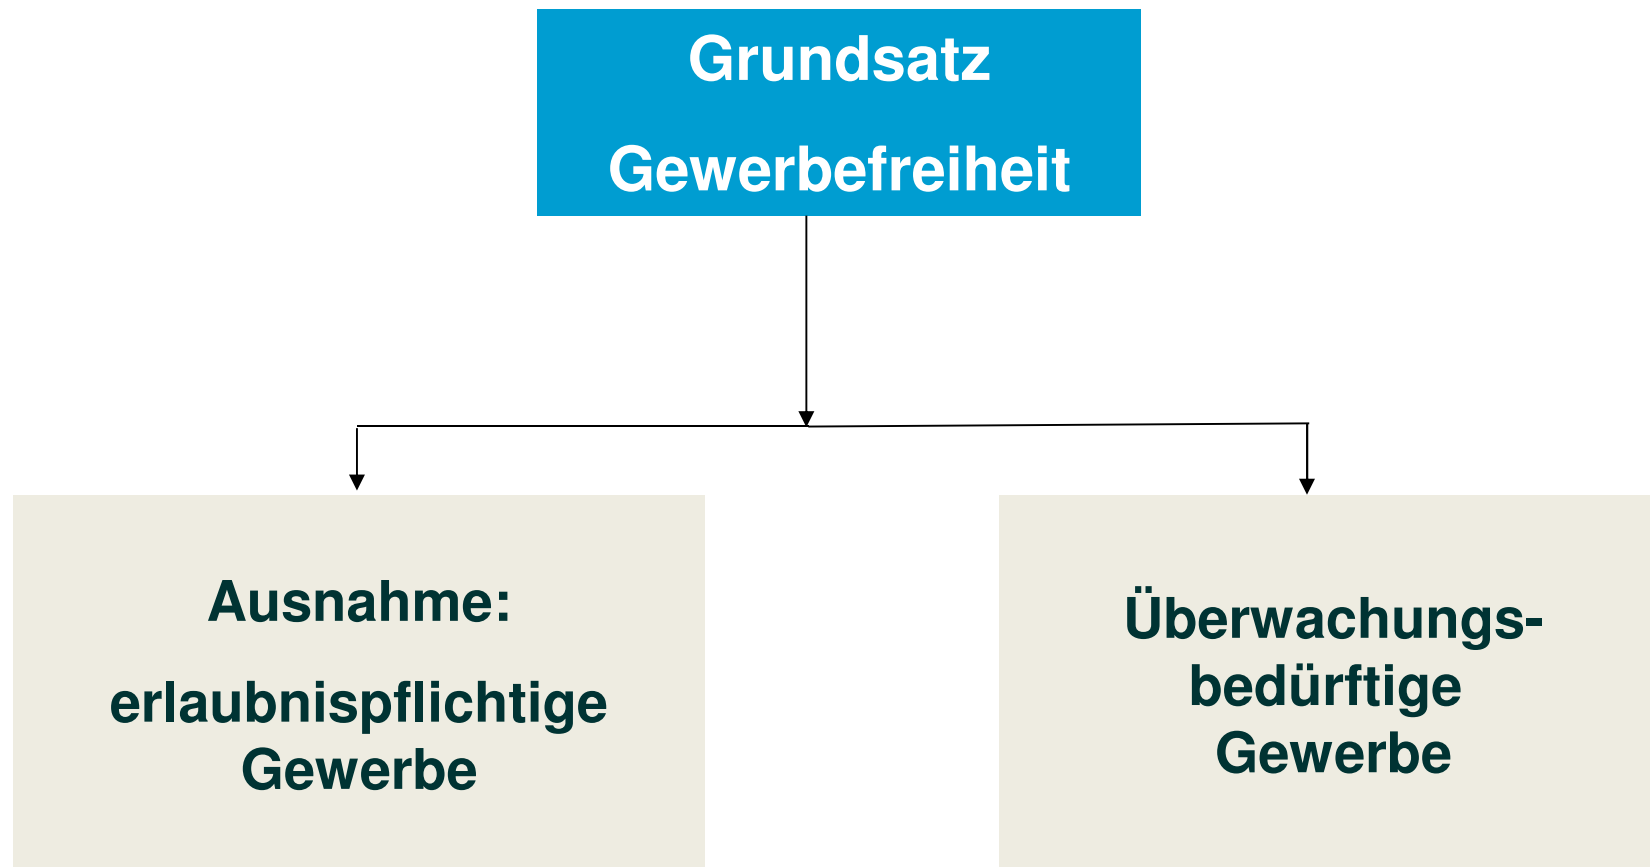 Grundsatz
Gewerbefreiheit
Ausnahme:
erlaubnispflichtige
Gewerbe
Überwachungs-
bedürftige
Gewerbe